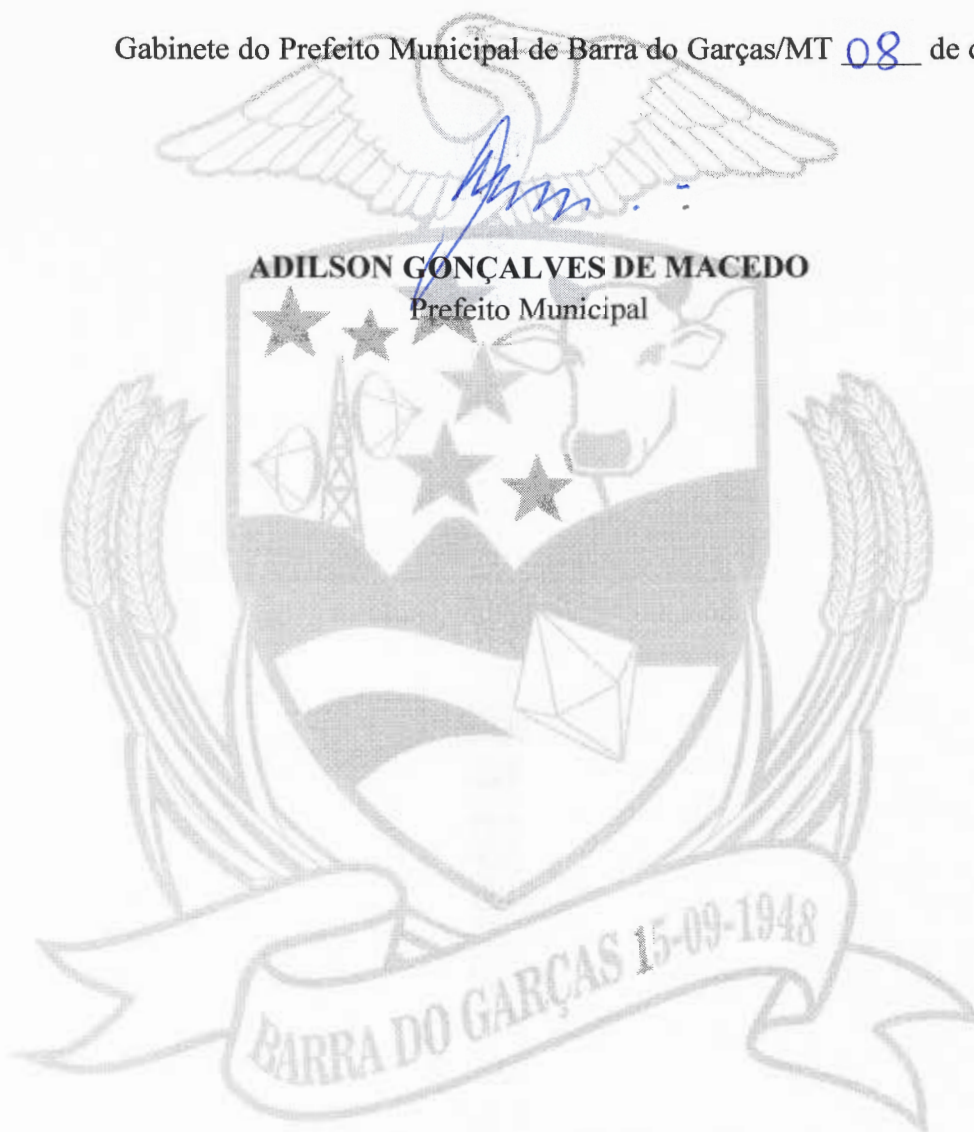 Gabinete do Prefeito Municipal de Barra do Garças/MT 08 de
ADILSON GONÇALVES DE MACEDO
Prefeito Municipal
BARRA DO GARÇAS 15-09-1948